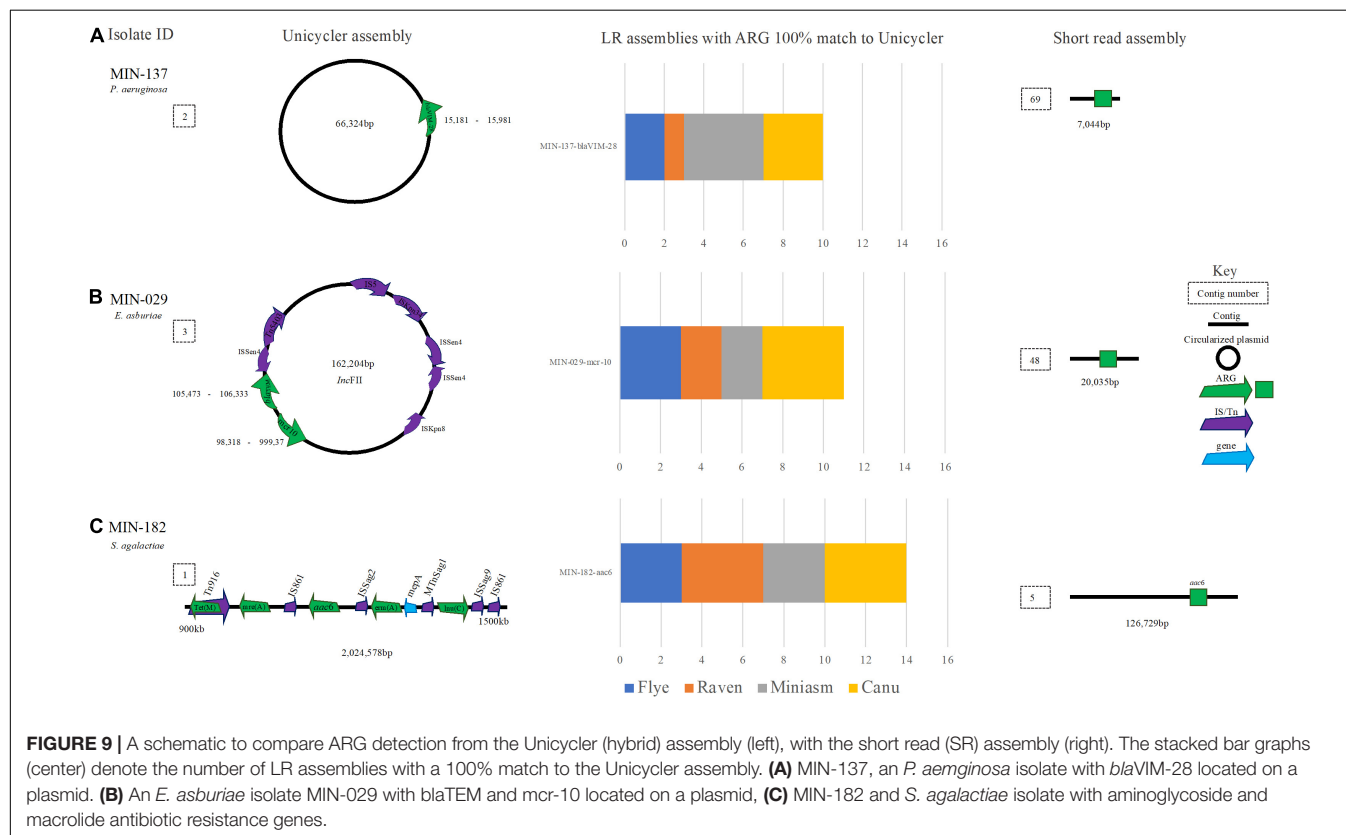 A Isolate ID
Unicycler assembly
LR assemblies with ARG 100% match to Unicycler
Short read assembly
MIN-137
P. aeruginosa
2
66,324bp
15,181 - 15,981
MIN-137-blaVIM-28
0 2 4 6 8 10 12 14 16
69
7,044bp
B MIN-029
E. asburiae
3
IS5
ISSen4
ISSen4
ISSen4
ISKpn8
162,204bp
IncFII
105,473 - 106,333
mcr10
98,318 - 999,37
MIN-029-mcr-10
0 2 4 6 8 10 12 14 16
48
20,035bp
Key
Contig number
Contig
Circularized plasmid
ARG
IS/Tn
gene
C MIN-182
S. agalactiae
1
Tet(M)
Tn916
mre(A)
IS861
aac6
ISSag2
erm(A)
mcpA
MTnSag1
lnu(C)
ISSag9
IS861
900kb
1500kb
2,024,578bp
MIN-182-aac6
0 2 4 6 8 10 12 14 16
5
aac6
126,729bp
Flye Raven Miniasm Canu
FIGURE 9 | A schematic to compare ARG detection from the Unicycler (hybrid) assembly (left), with the short read (SR) assembly (right). The stacked bar graphs
(center) denote the number of LR assemblies with a 100% match to the Unicycler assembly. (A) MIN-137, an P. aemginosa isolate with blaVIM-28 located on a
plasmid. (B) An E. asburiae isolate MIN-029 with blaTEM and mcr-10 located on a plasmid, (C) MIN-182 and S. agalactiae isolate with aminoglycoside and
macrolide antibiotic resistance genes.